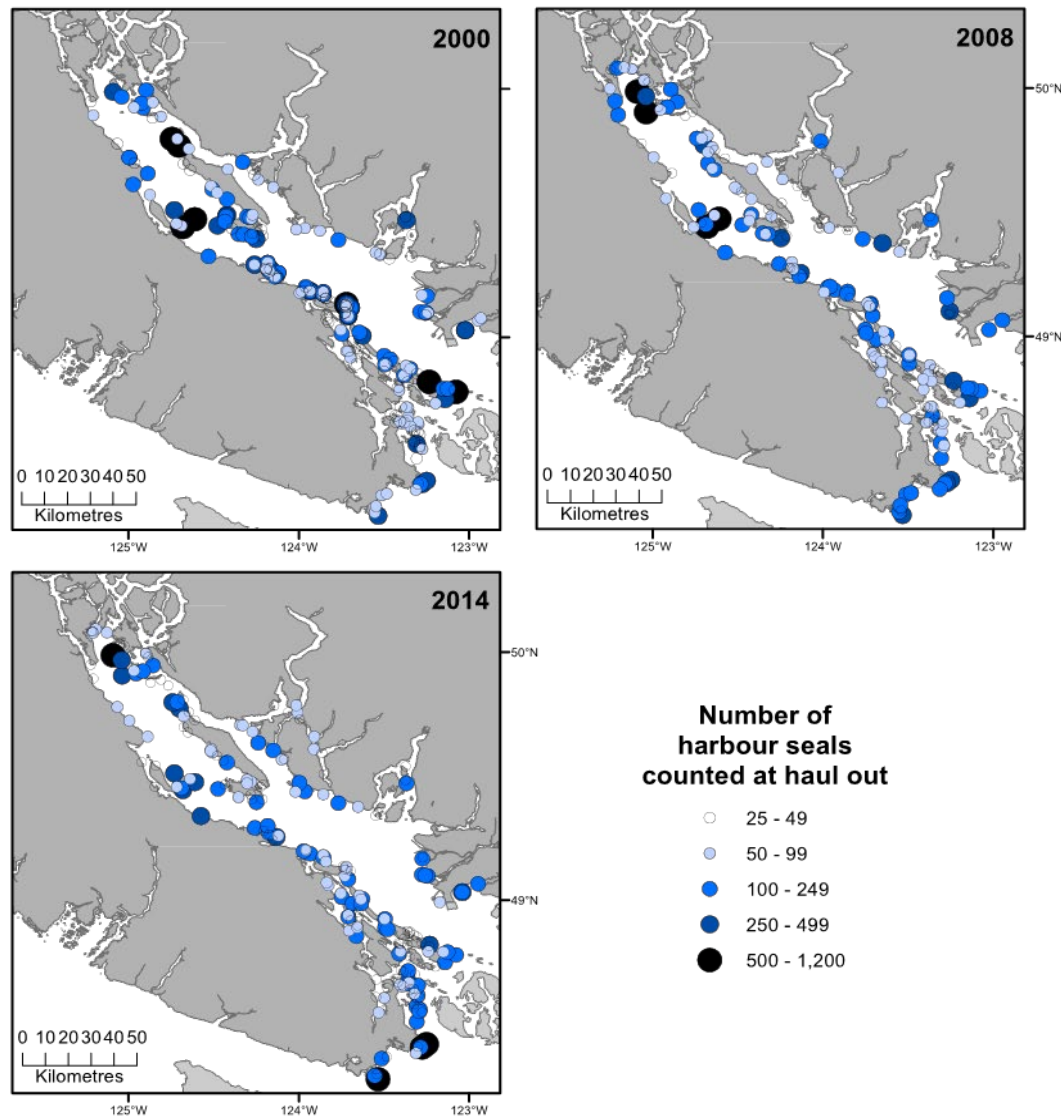 2000
0 10 20 30 40 50
Kilometres
125°W
124°W
123°W
2008
50°N
49°N
0 10 20 30 40 50
Kilometres
125°W
124°W
123°W
2014
50°N
49°N
0 10 20 30 40 50
Kilometres
125°W
124°W
123°W
Number of
harbour seals
counted at haul out
25 - 49
50 - 99
100 - 249
250 - 499
500 - 1,200